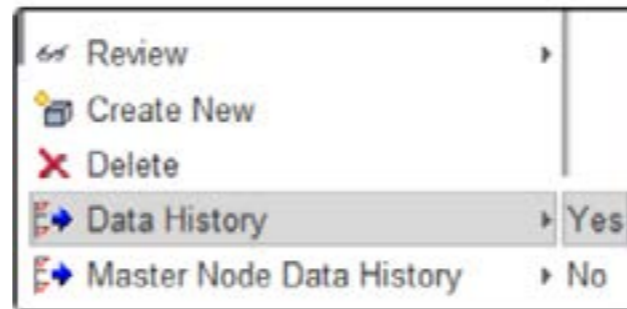 Review
Create New
Delete
Data History Yes
Master Node Data History No